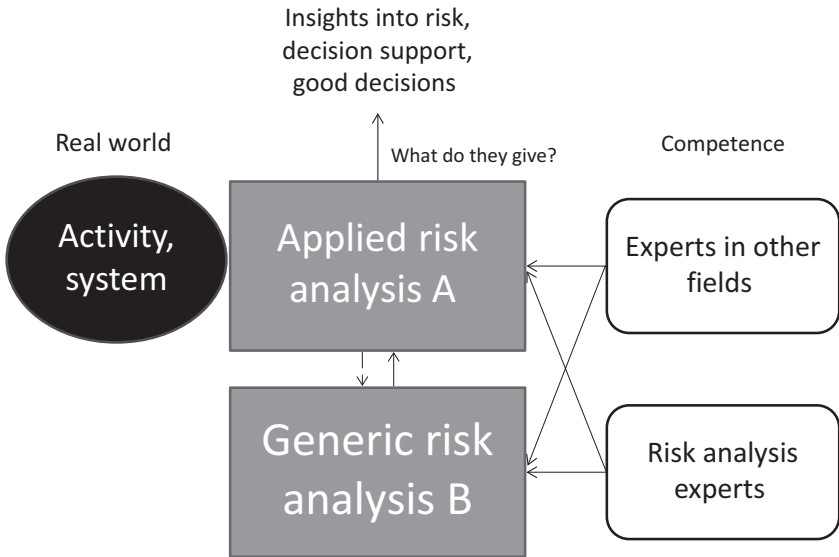 Insights into risk,
decision support,
good decisions
Real world
What do they give?
Competence
Activity,
system
Applied risk
analysis A
Experts in other
fields
Generic risk
analysis B
Risk analysis
experts